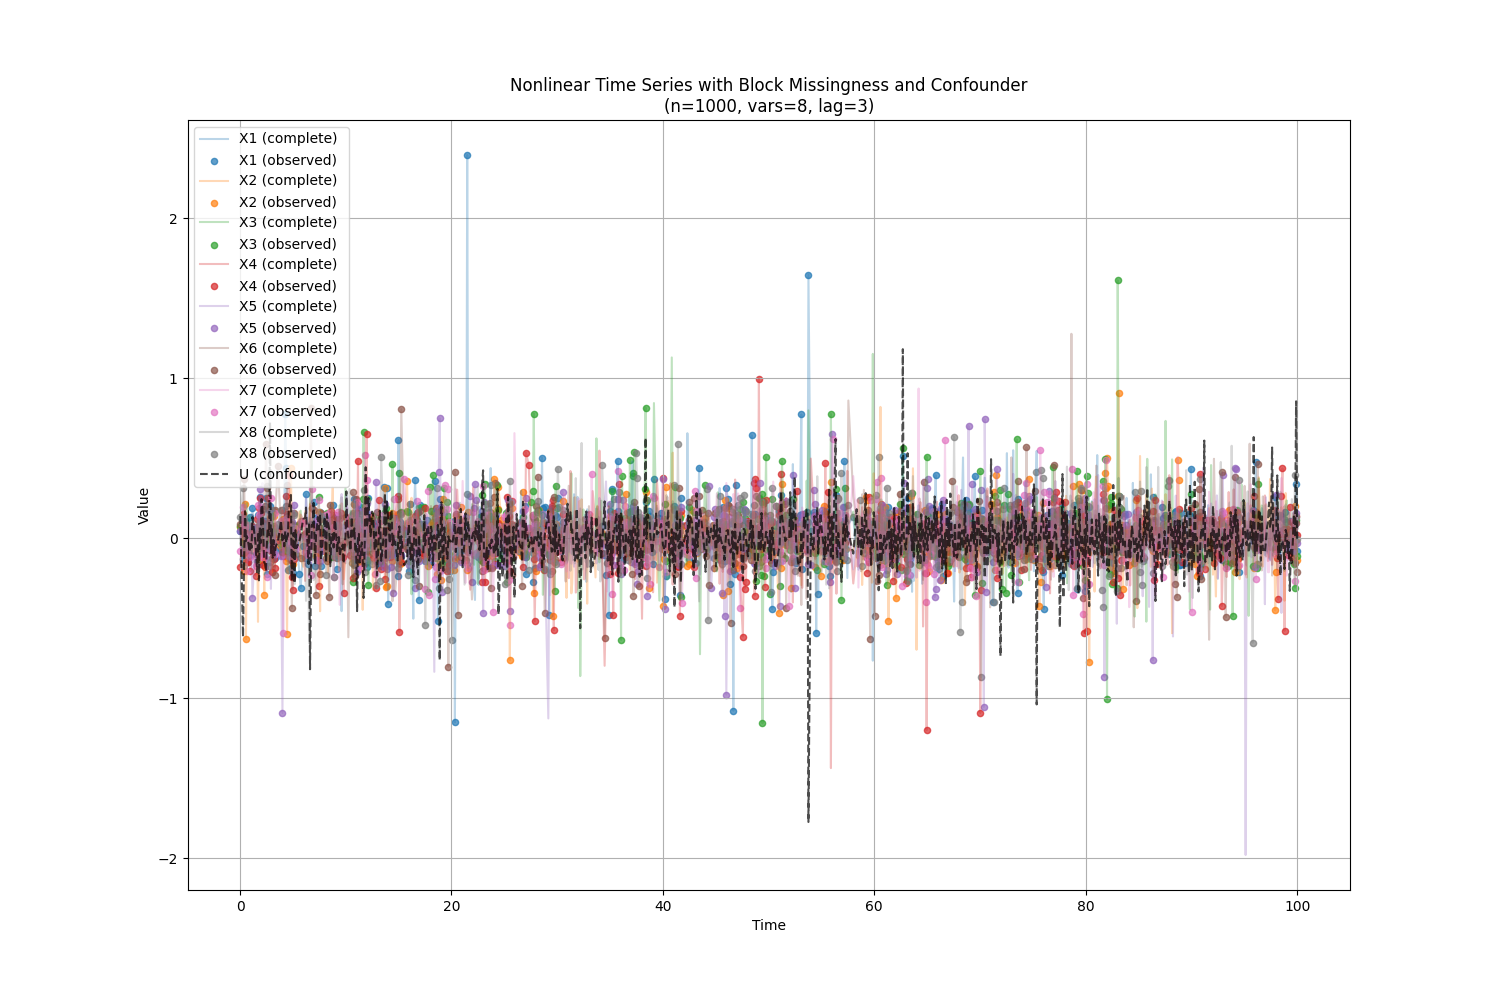 Nonlinear Time Series with Block Missingness and Confounder
(n=1000, vars=8, lag=3)
X1 (complete)
X1 (observed)
X2 (complete)
X2 (observed)
X3 (complete)
X3 (observed)
X4 (complete)
X4 (observed)
X5 (complete)
X5 (observed)
X6 (complete)
X6 (observed)
X7 (complete)
X7 (observed)
X8 (complete)
X8 (observed)
U (confounder)
2
1
0
−1
−2
Value
0 20 40 60 80 100
Time